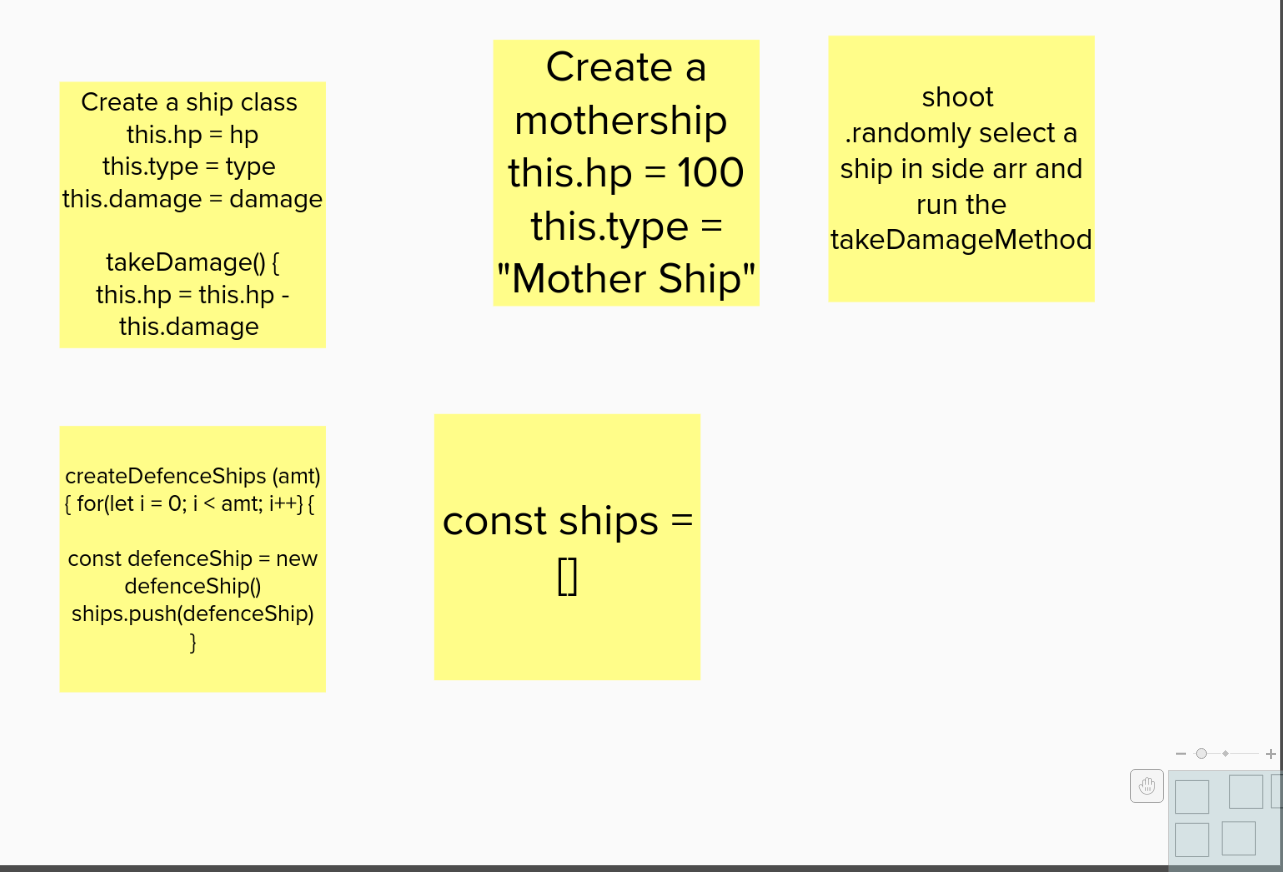 Create a ship class
this.hp = hp
this.type = type
this.damage = damage
takeDamage() {
this.hp = this.hp -
this.damage
Create a
mothership
this.hp = 100
this.type =
"Mother Ship"
shoot
.randomly select a
ship in side arr and
run the
takeDamageMethod
createDefenceShips (amt)
{ for(let i = 0; i < amt; i++} {
const defenceShip = new
defenceShip()
ships.push(defenceShip)
}
const ships =
[]